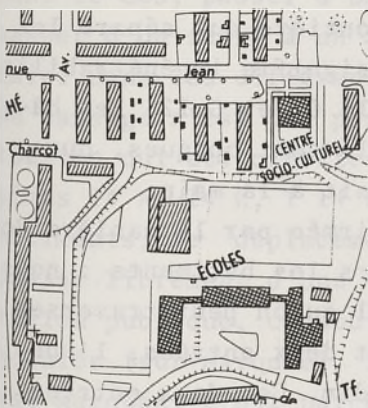 Av.
nue
Jean
.HÉ
CENTRE
SOCIO-CULTUREL
Charcot
ÉCOLES
de
Tf.